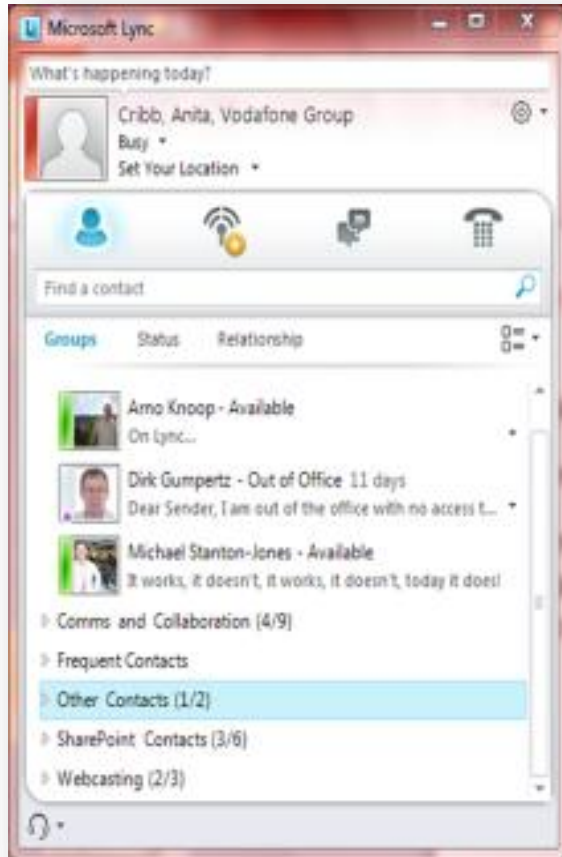 Microsoft Lync
What's happening today?
Cribb, Anita, Vodafone Group
Busy
Set Your Location
Find a contact
Groups Status Relationship
Arno Knoop - Available
On Lync...
Dirk Gumpertz - Out of Office 11 days
Dear Sender, I am out of the office with no access t...
Michael Stanton-Jones - Available
It works, it doesn't, it works, it doesn't, today it does!
Comms and Collaboration (4/9)
Frequent Contacts
Other Contacts (1/2)
SharePoint Contacts (3/6)
Webcasting (2/3)